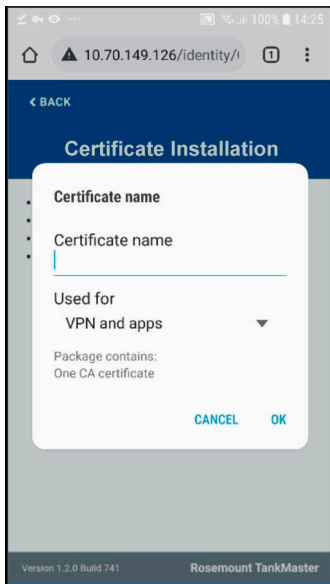 100% 14:25
10.70.149.126/identity/
1
BACK
Certificate Installation
Certificate name
Certificate name
Used for
VPN and apps
Package contains:
One CA certificate
CANCEL OK
Version 1.2.0 Build 741 Rosemount TankMaster